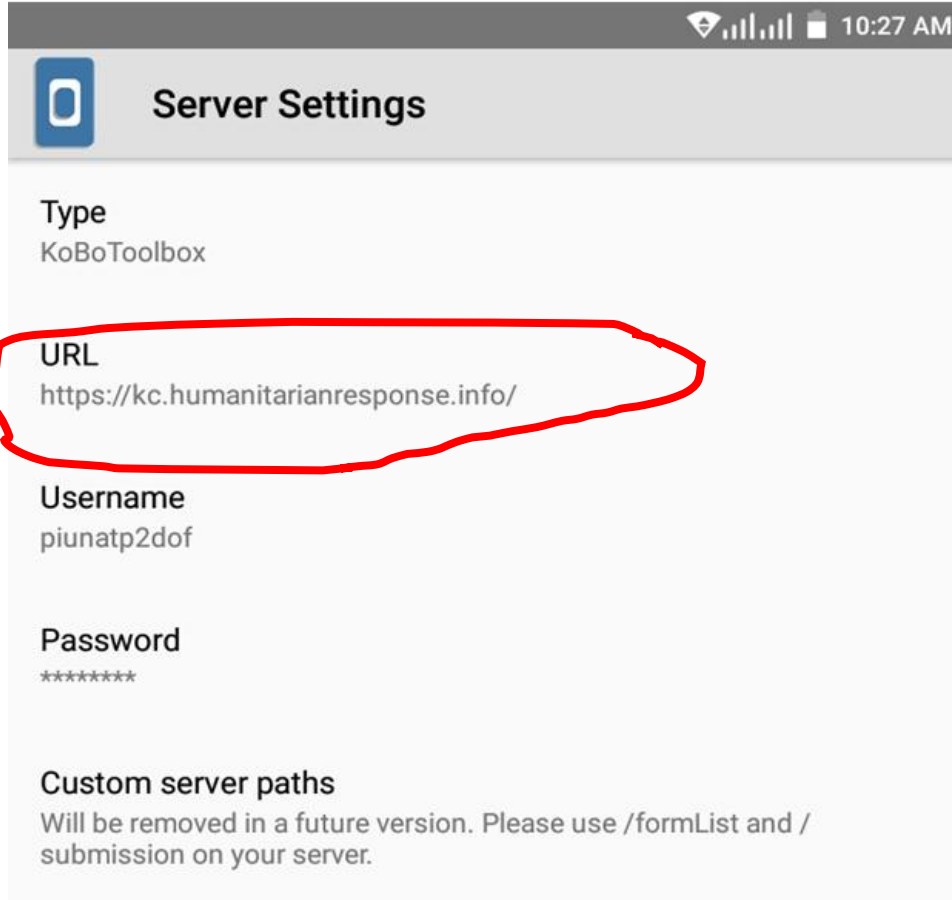 10:27 AM
Server Settings
Type
KoBoToolbox
URL
https://kc.humanitarianresponse.info/
Username
piunatp2dof
Password
********
Custom server paths
Will be removed in a future version. Please use /formList and /
submission on your server.